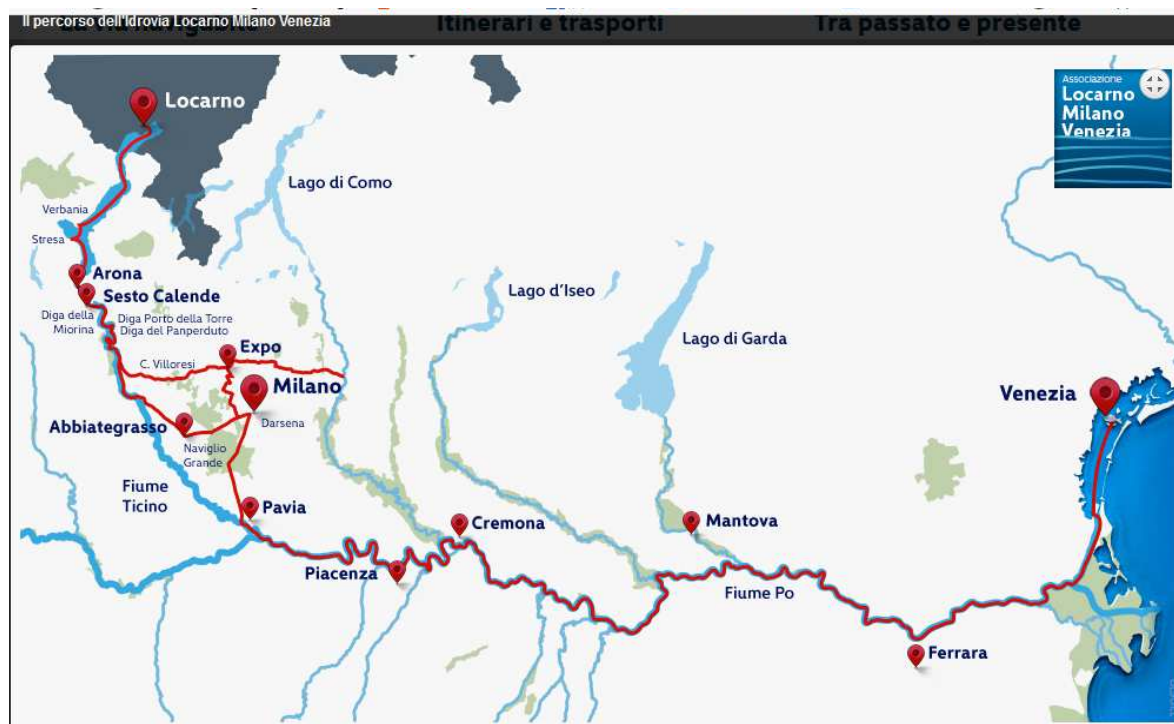 Il percorso dell'Idrovia Locarno Milano Venezia
La via navigabile
Itinerari e trasporti
Tra passato e presente
Associazione
Locarno
Milano
Venezia
Locarno
Lago di Como
Verbania
Stresa
Arona
Sesto Calende
Lago d'Iseo
Diga della
Miorina
Diga Porto della Torre
Diga del Panperduto
Lago di Garda
Expo
C. Villoresi
Milano
Venezia
Darsena
Abbiategrasso
Naviglio
Grande
Fiume
Ticino
Pavia
Cremona
Mantova
Piacenza
Fiume Po
Ferrara